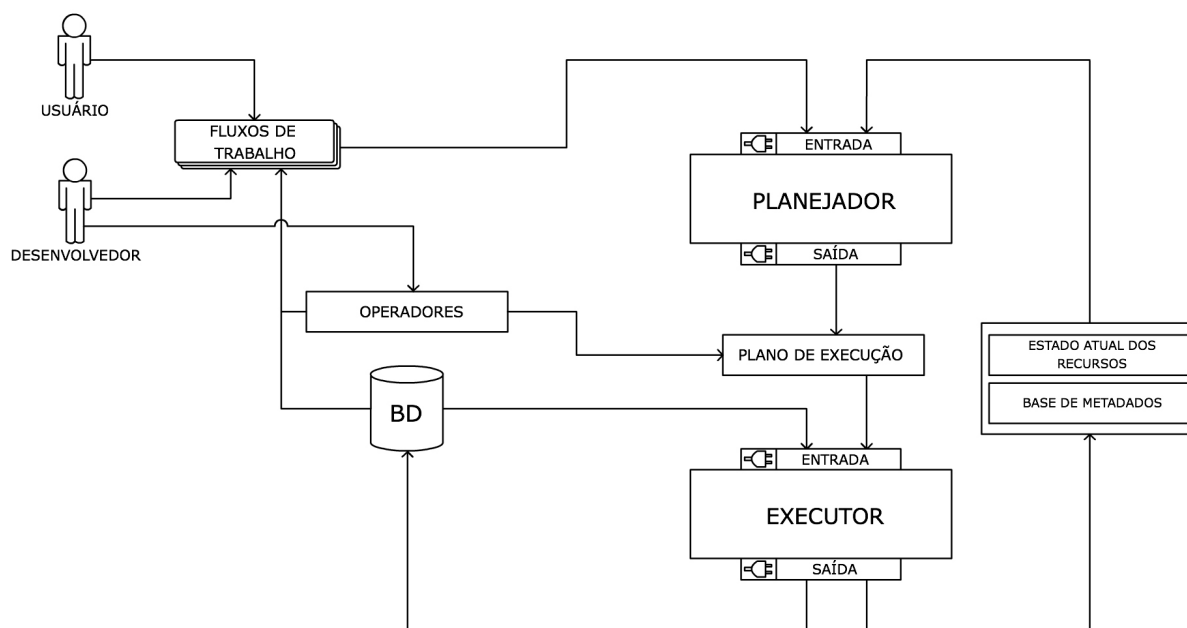 USUÁRIO
FLUXOS DE
TRABALHO
ENTRADA
PLANEJADOR
SAÍDA
DESENVOLVEDOR
OPERADORES
PLANO DE EXECUÇÃO
ESTADO ATUAL DOS
RECURSOS
BASE DE METADADOS
BD
ENTRADA
EXECUTOR
SAÍDA